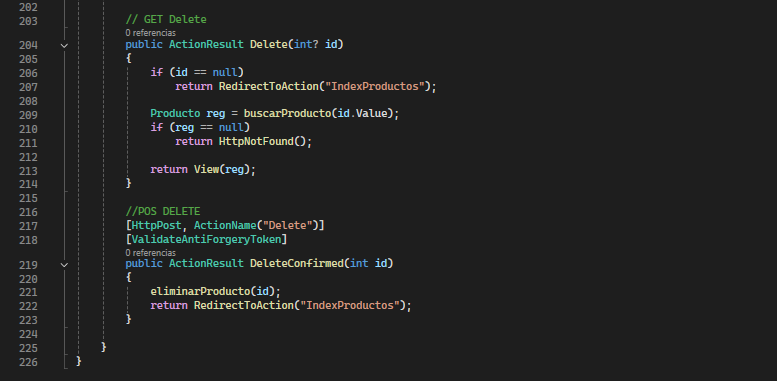 202
203 // GET Delete
0 referencias
204 public ActionResult Delete(int? id)
205 {
206 if (id == null)
207 return RedirectToAction("IndexProductos");
208
209 Producto reg = buscarProducto(id.Value);
210 if (reg == null)
211 return HttpNotFound();
212
213 return View(reg);
214 }
215
216 //POS DELETE
217 [HttpPost, ActionName("Delete")]
218 [ValidateAntiForgeryToken]
0 referencias
219 public ActionResult DeleteConfirmed(int id)
220 {
221 eliminarProducto(id);
222 return RedirectToAction("IndexProductos");
223 }
224
225 }
226 }